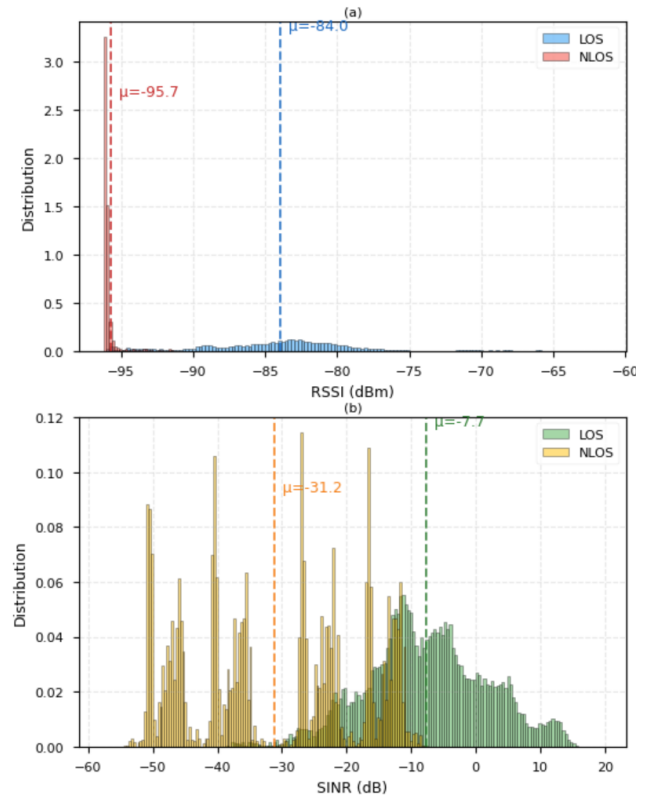 (a)
μ=-84.0
LOS
NLOS
μ=-95.7
3.0
2.5
2.0
1.5
1.0
0.5
0.0
Distribution
−95
−90
−85
−80
−75
−70
−65
−60
RSSI (dBm)
(b)
μ=-7.7
LOS
NLOS
μ=-31.2
0.12
0.10
0.08
0.06
0.04
0.02
0.00
Distribution
−60
−50
−40
−30
−20
−10
0
10
20
SINR (dB)